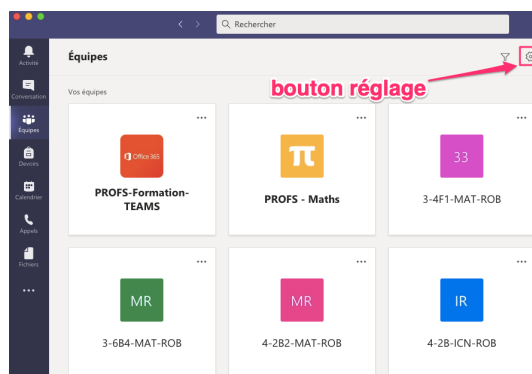 Rechercher
Activité
Conversation
Équipes
Devoirs
Calendrier
Appels
Fichiers
Équipes
bouton réglage
Vos équipes
Office 365
PROFS-Formation-
TEAMS
π
PROFS - Maths
33
3-4F1-MAT-ROB
MR
3-6B4-MAT-ROB
MR
4-2B2-MAT-ROB
IR
4-2B-ICN-ROB